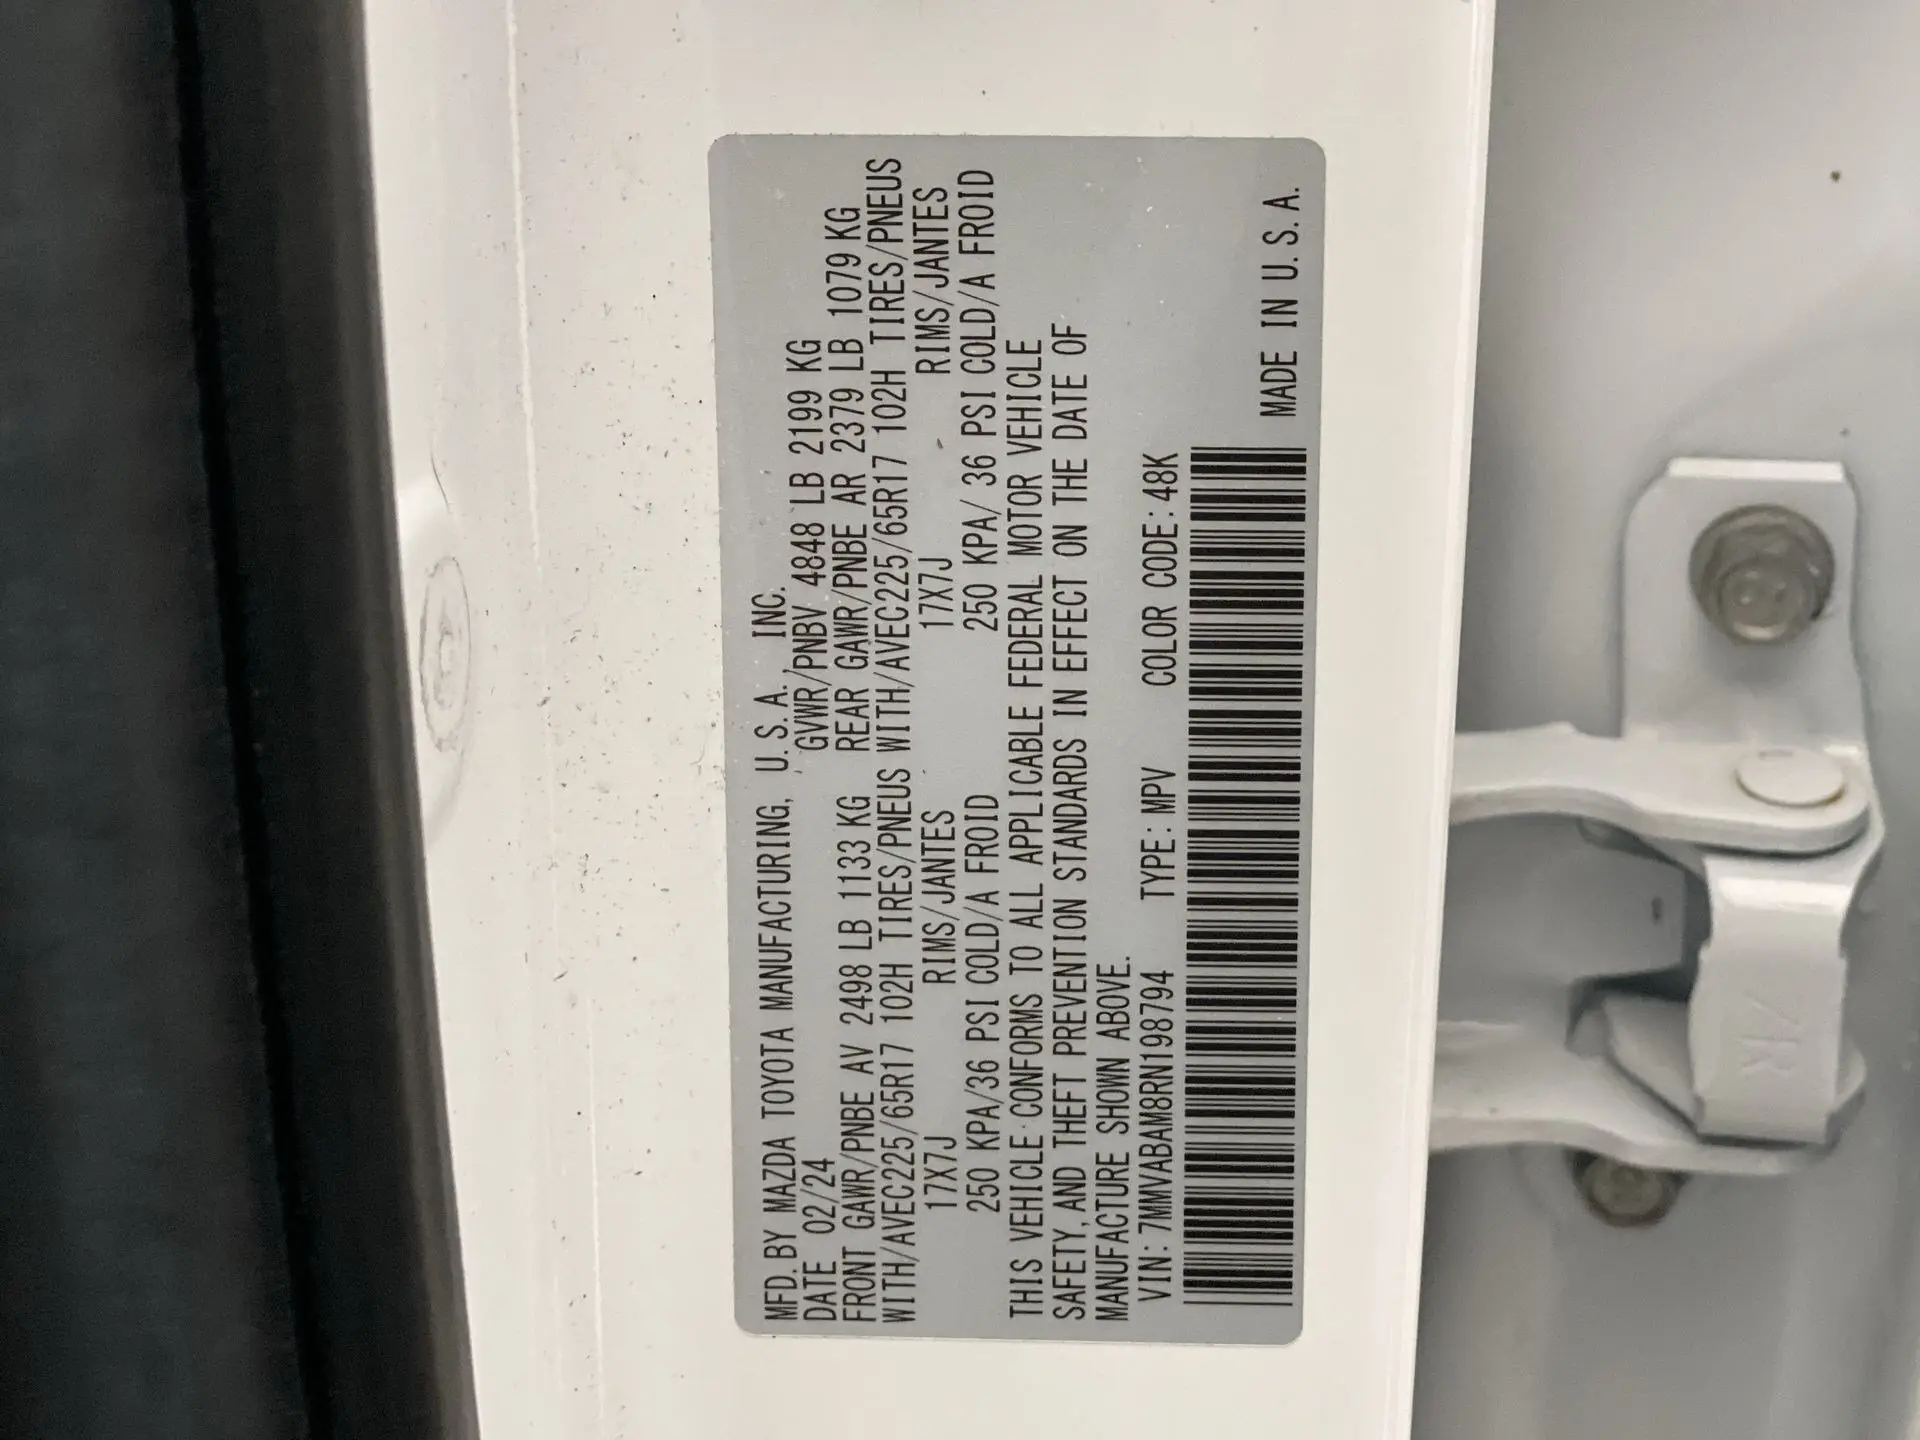 MFD. BY MAZDA TOYOTA MANUFACTURING, U.S.A. INC.
DATE 02/24 GVWR/PNBV 4848 LB 2199 KG
FRONT GAWR/PNBE AV 2498 LB 1133 KG REAR GAWR/PNBE AR 2379 LB 1079 KG
WITH/AVEC225/65R17 102H TIRES/PNEUS WITH/AVEC225/65R17 102H TIRES/PNEUS
17X7J RIMS/JANTES 17X7J RIMS/JANTES
250 KPA/36 PSI COLD/A FROID 250 KPA/ 36 PSI COLD/A FROID
THIS VEHICLE CONFORMS TO ALL APPLICABLE FEDERAL MOTOR VEHICLE
SAFETY, AND THEFT PREVENTION STANDARDS IN EFFECT ON THE DATE OF
MANUFACTURE SHOWN ABOVE.
VIN: 7MMVABAM8RN198794 TYPE: MPV COLOR CODE: 48K
MADE IN U.S.A.